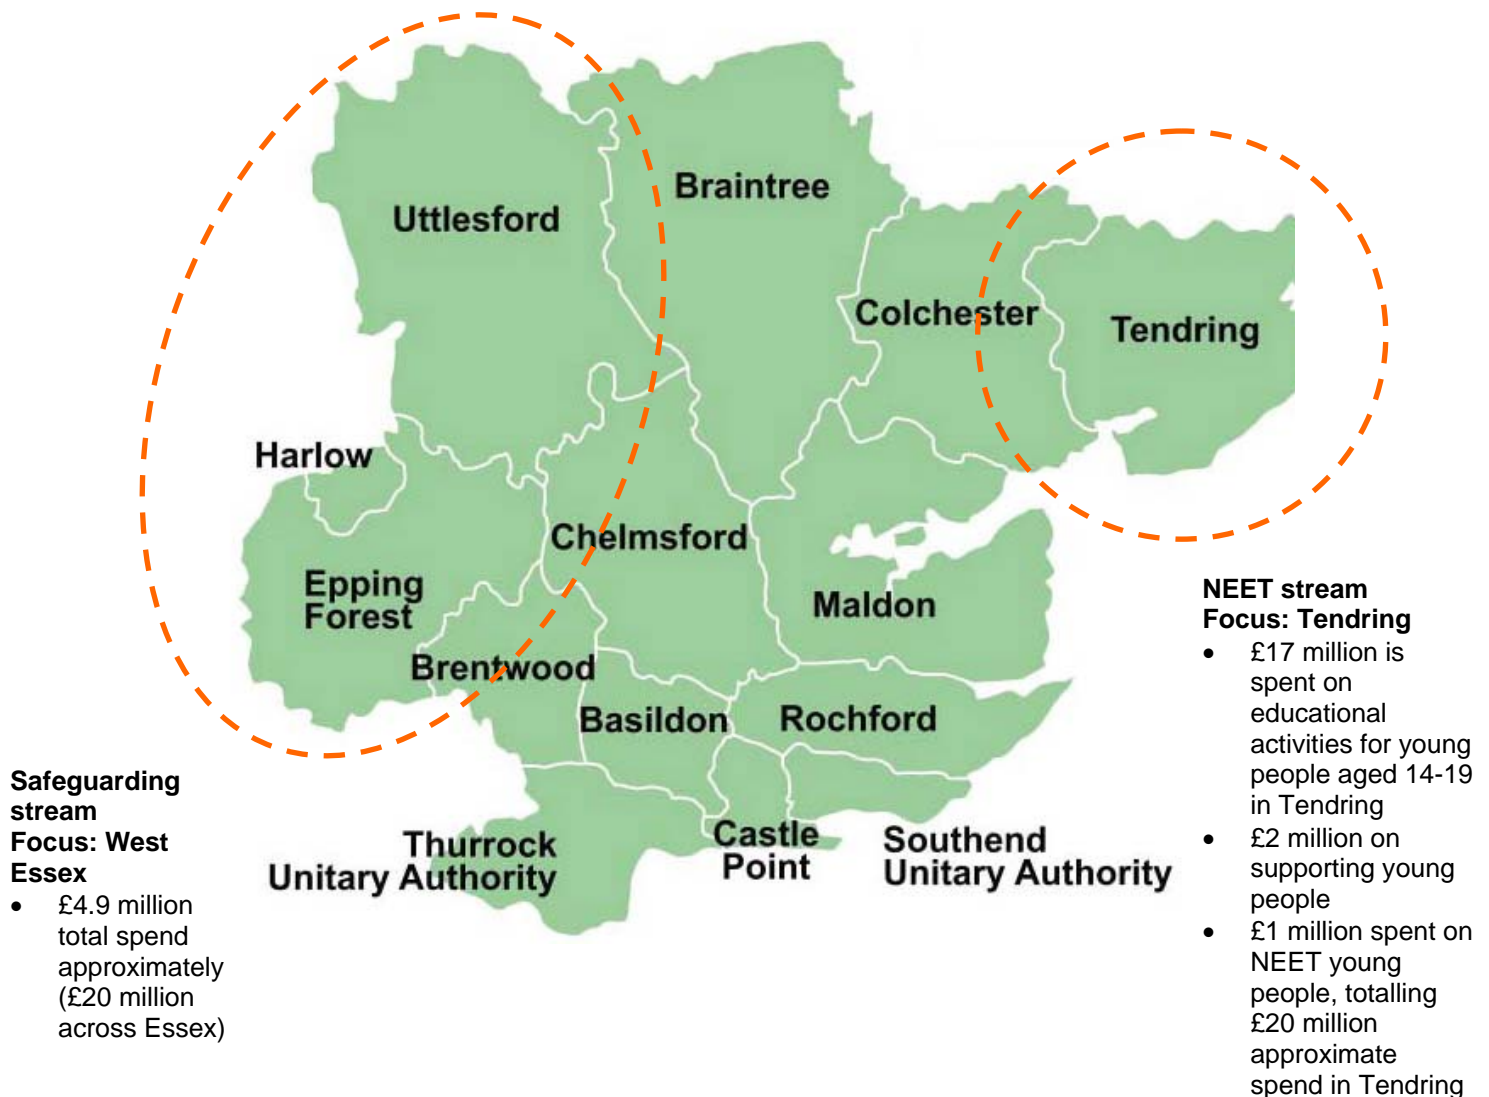 Braintree
Uttlesford
Colchester
Tendring
Harlow
Chelmsford
Epping
Forest
Maldon
Brentwood
Basildon
Rochford
Thurrock
Unitary Authority
Castle
Point
Southend
Unitary Authority
Safeguarding
stream
Focus: West
Essex
• £4.9 million
total spend
approximately
(£20 million
across Essex)
NEET stream
Focus: Tendring
• £17 million is
spent on
educational
activities for young
people aged 14-19
in Tendring
• £2 million on
supporting young
people
• £1 million spent on
NEET young
people, totalling
£20 million
approximate
spend in Tendring